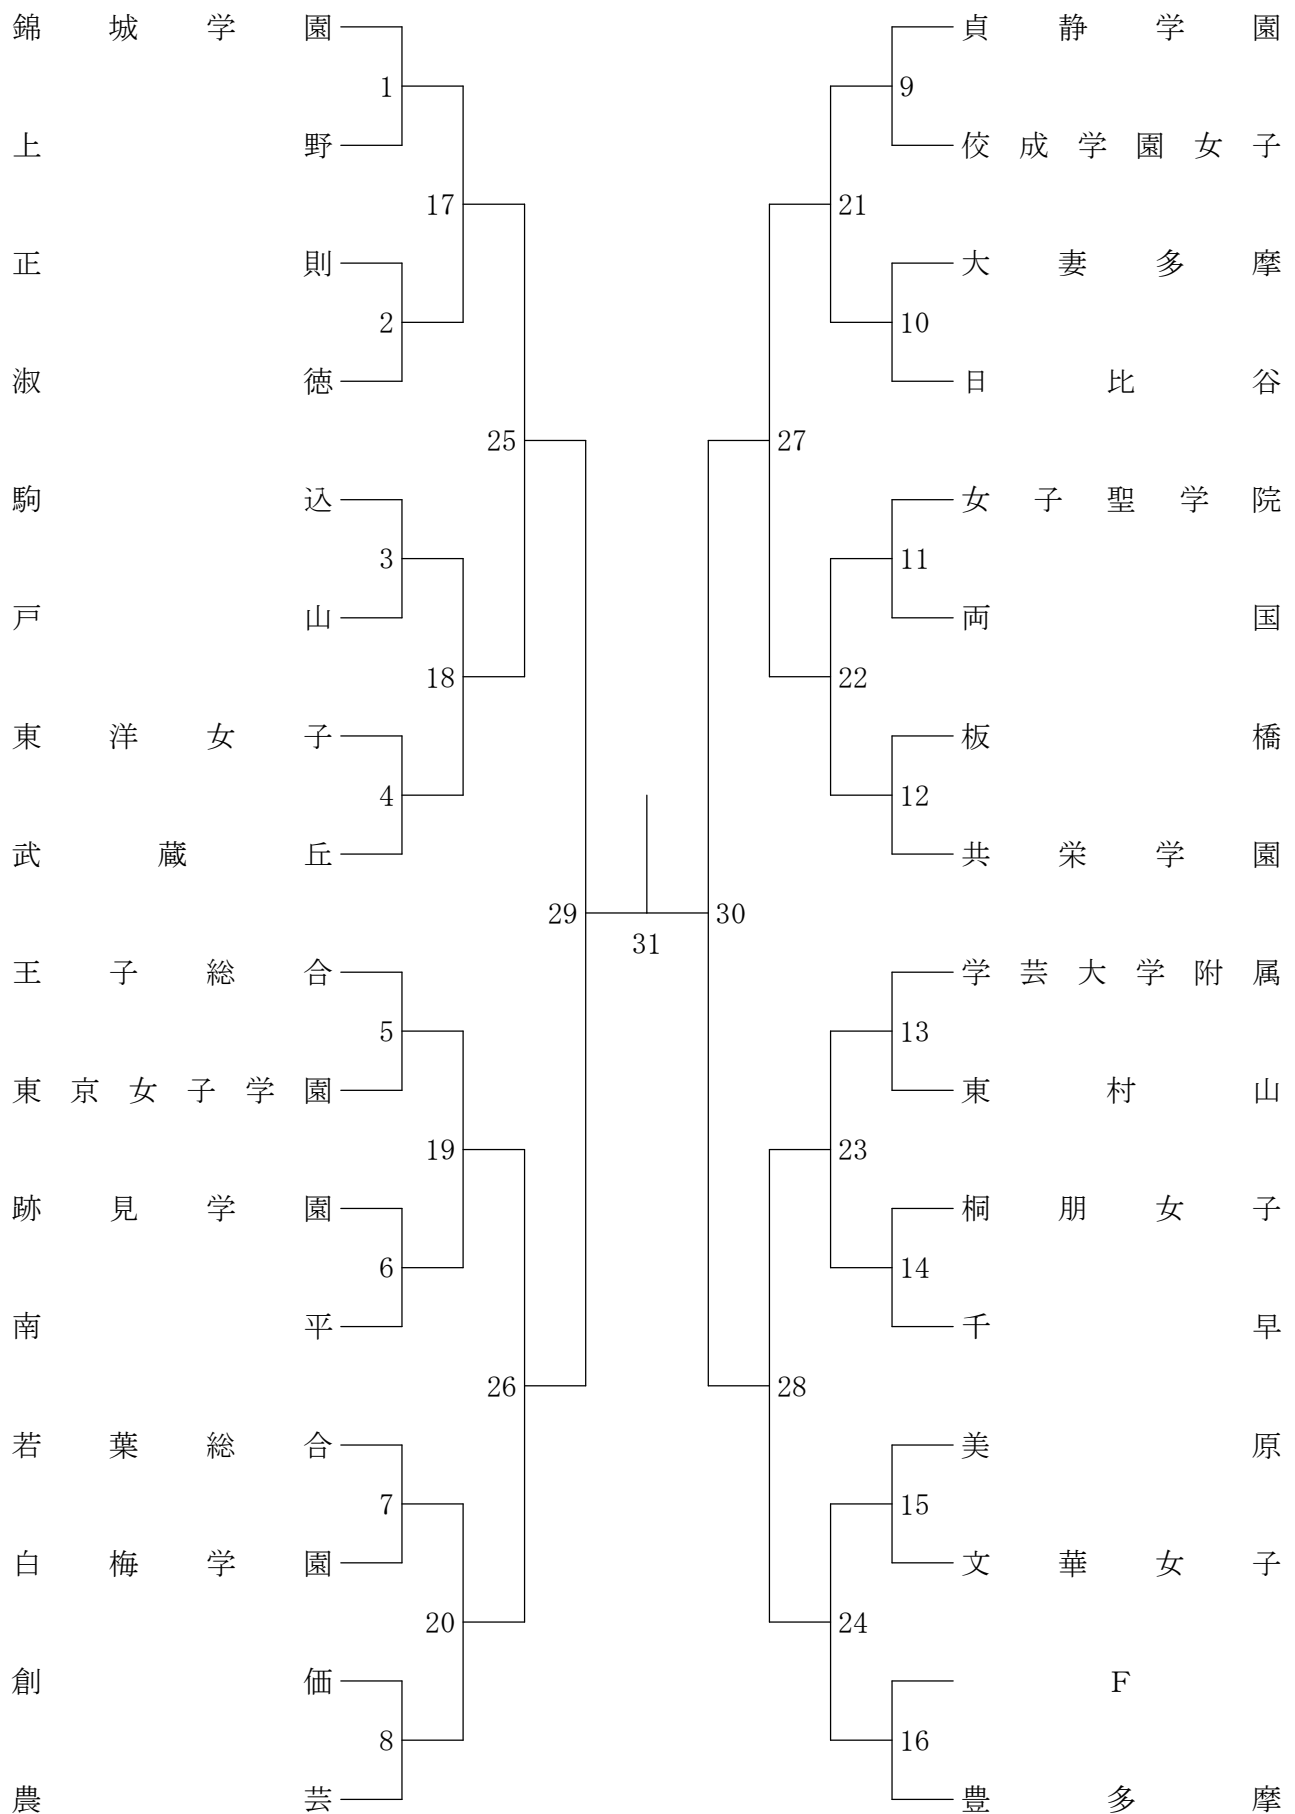 錦城学園
1
上野
17
正則
2
淑徳
25
駒込
3
戸山
18
東洋女子
4
武蔵丘
29
王子総合
5
東京女子学園
19
跡見学園
6
南平
26
若葉総合
7
白梅学園
20
創価
8
農芸
31
貞静学園
9
佼成学園女子
21
大妻多摩
10
日比谷
27
女子聖学院
11
両国
22
板橋
12
共栄学園
30
学芸大学附属
13
東村山
23
桐朋女子
14
千早
28
美原
15
文華女子
24
F
16
豊多摩